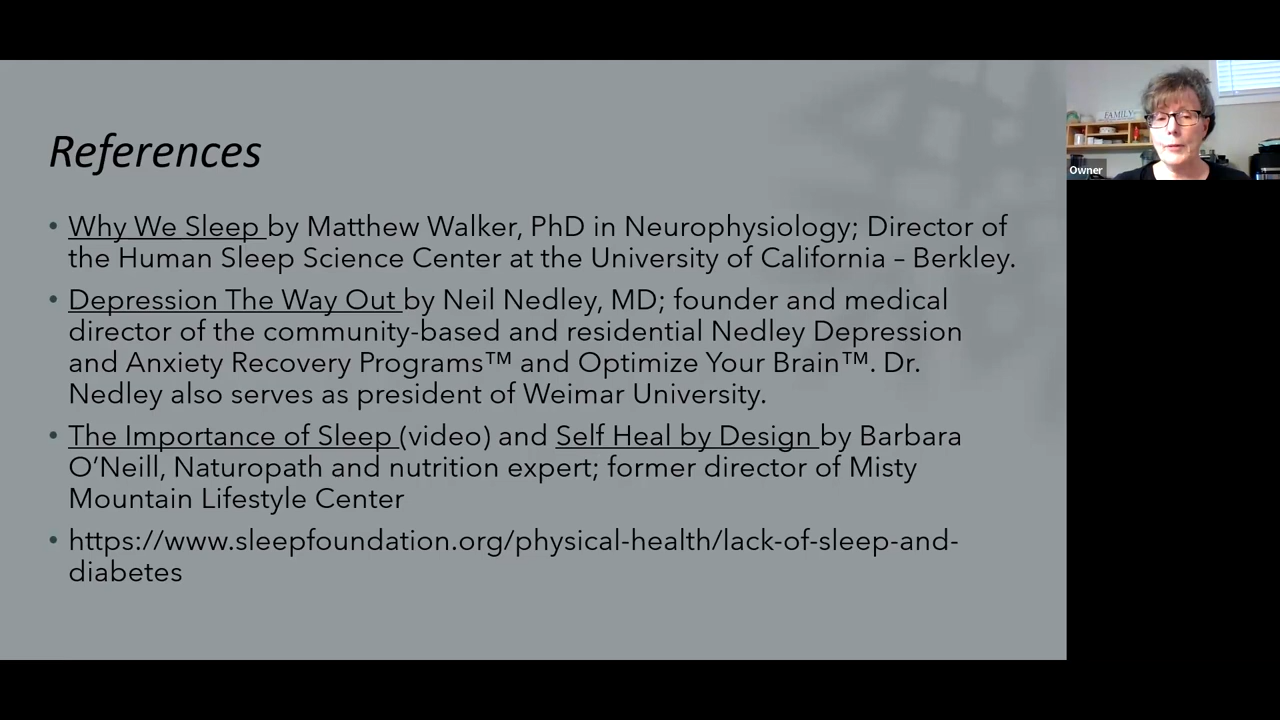 References
• Why We Sleep by Matthew Walker, PhD in Neurophysiology; Director of
the Human Sleep Science Center at the University of California – Berkley.
• Depression The Way Out by Neil Nedley, MD; founder and medical
director of the community-based and residential Nedley Depression
and Anxiety Recovery Programs™ and Optimize Your Brain™. Dr.
Nedley also serves as president of Weimar University.
• The Importance of Sleep (video) and Self Heal by Design by Barbara
O’Neill, Naturopath and nutrition expert; former director of Misty
Mountain Lifestyle Center
• https://www.sleepfoundation.org/physical-health/lack-of-sleep-and-
diabetes
FAMILY
Owner